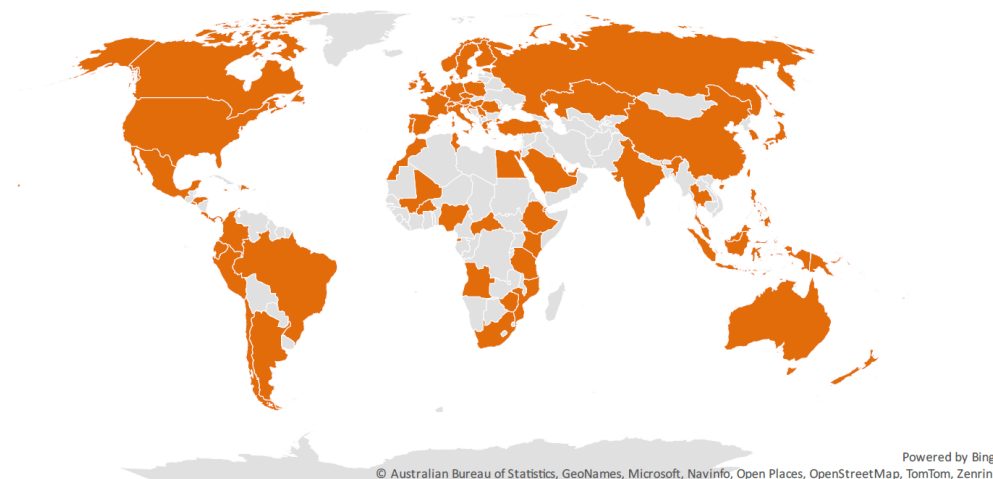 Powered by Bing
© Australian Bureau of Statistics, GeoNames, Microsoft, Navinfo, Open Places, OpenStreetMap, TomTom, Zenrin